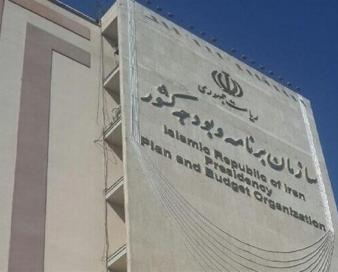 ریاست جمهوری
سازمان برنامه و بودجه کشور
Islamic Republic of Iran
Presidency
Plan and Budget Organization